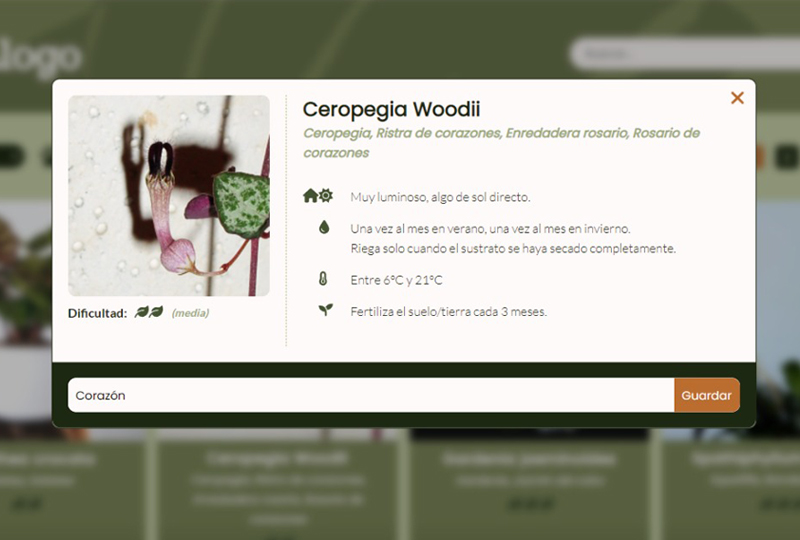 logo
Ceropegia Woodii
Ceropegia, Ristra de corazones, Enredadera rosario, Rosario de
corazones
Muy luminoso, algo de sol directo.
Una vez al mes en verano, una vez al mes en invierno.
Riega solo cuando el sustrato se haya secado completamente.
Entre 6ºC y 21ºC
Fertiliza el suelo/tierra cada 3 meses.
Dificultad: (media)
Corazón
Guardar
Ceropegia Woodii